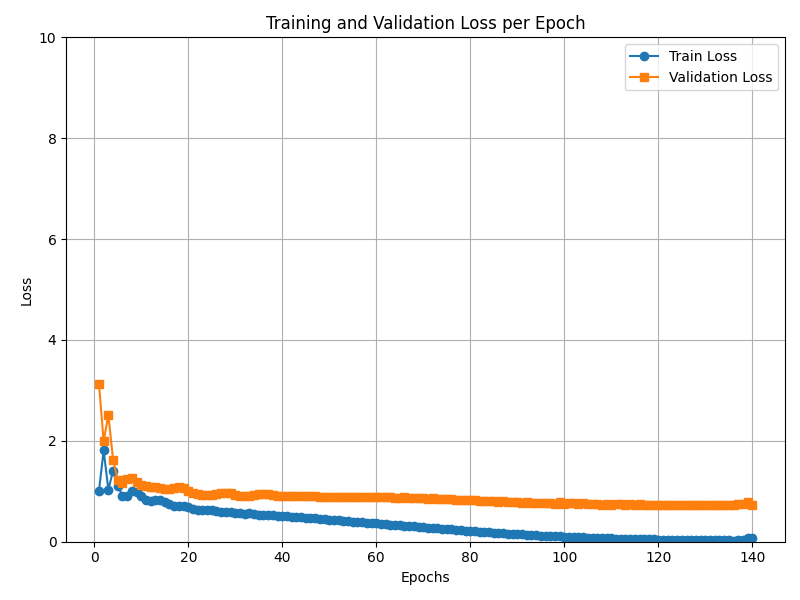 Training and Validation Loss per Epoch
Train Loss
Validation Loss
Loss
10
8
6
4
2
0
0 20 40 60 80 100 120 140
Epochs